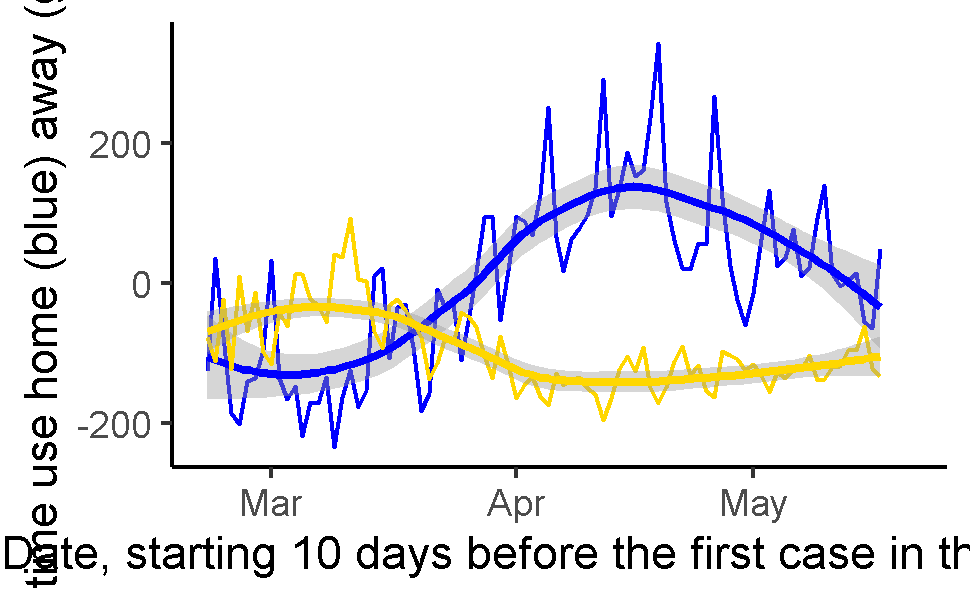 time use home (blue) away (
200
0
-200
Mar
Apr
May
Date, starting 10 days before the first case in th